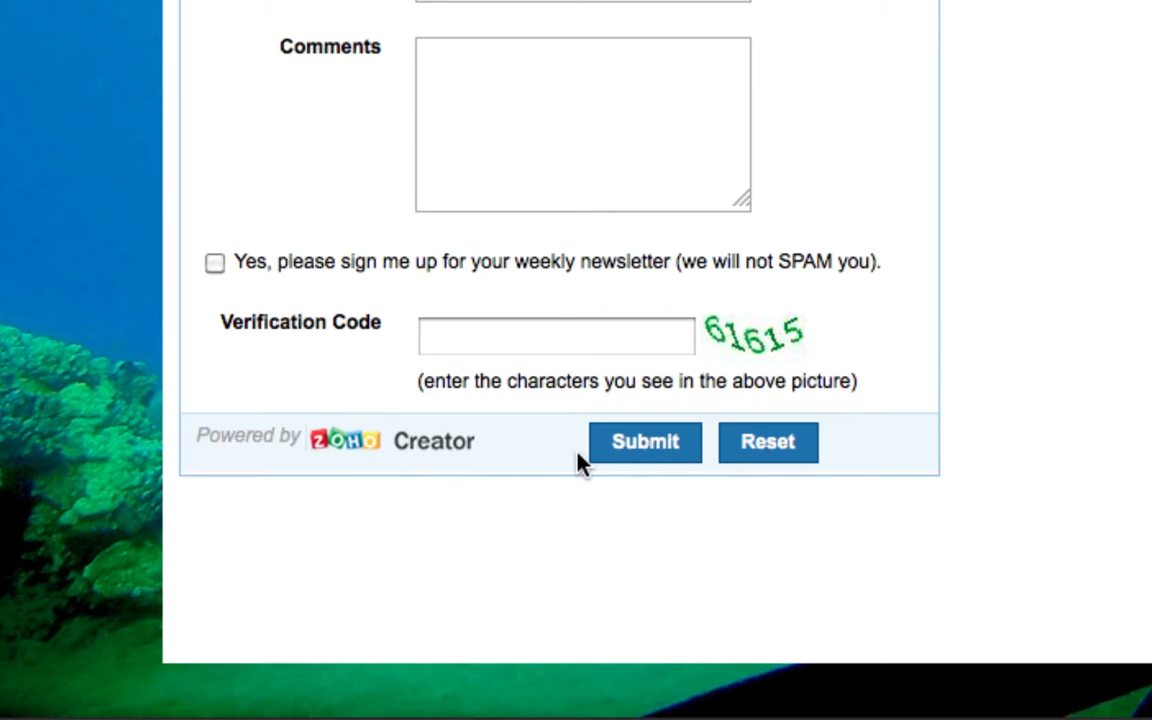 Comments
Yes, please sign me up for your weekly newsletter (we will not SPAM you).
Verification Code
61615
(enter the characters you see in the above picture)
Powered by ZOHO Creator
Submit
Reset